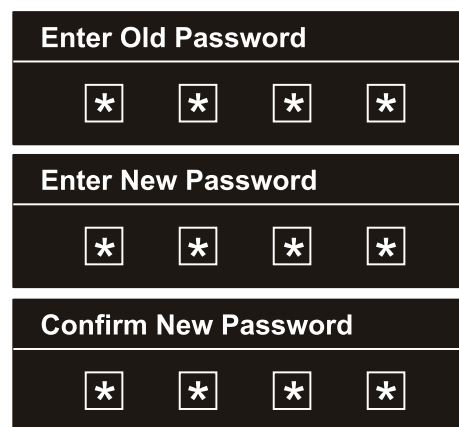 Enter Old Password
* * * *
Enter New Password
* * * *
Confirm New Password
* * * *